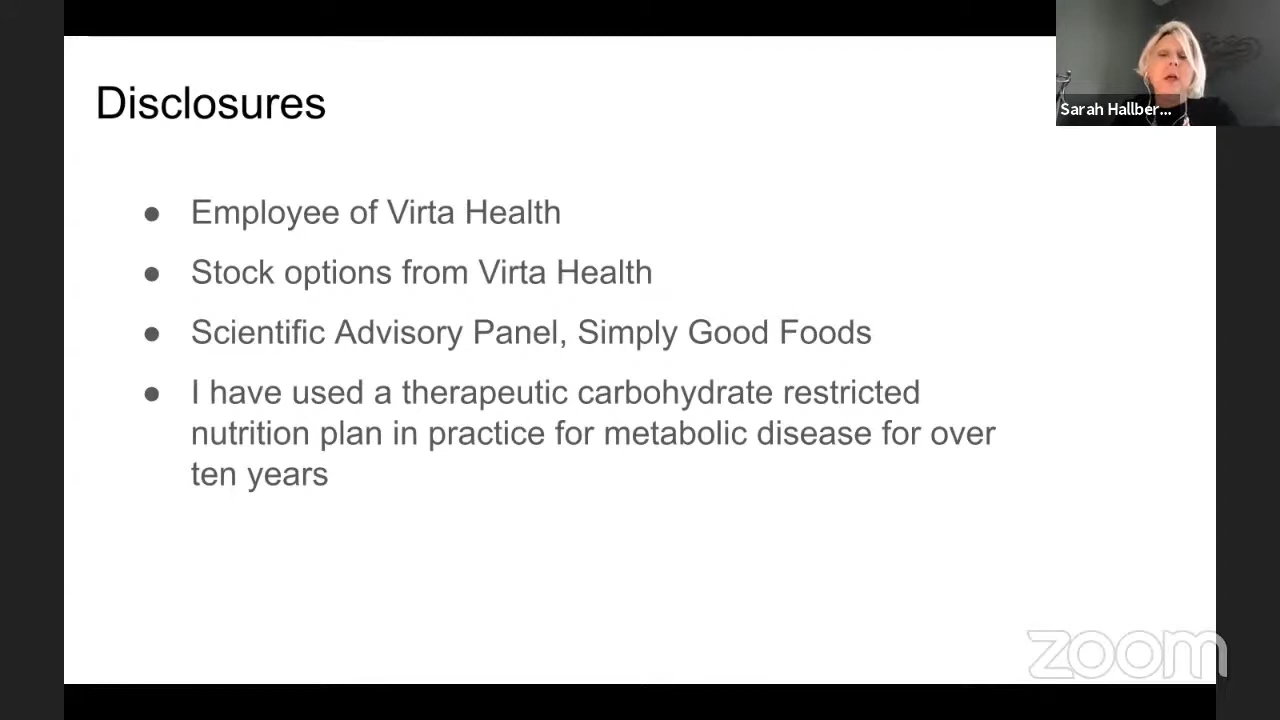 Disclosures
Sarah Hallber...
● Employee of Virta Health
● Stock options from Virta Health
● Scientific Advisory Panel, Simply Good Foods
● I have used a therapeutic carbohydrate restricted
nutrition plan in practice for metabolic disease for over
ten years
zoom